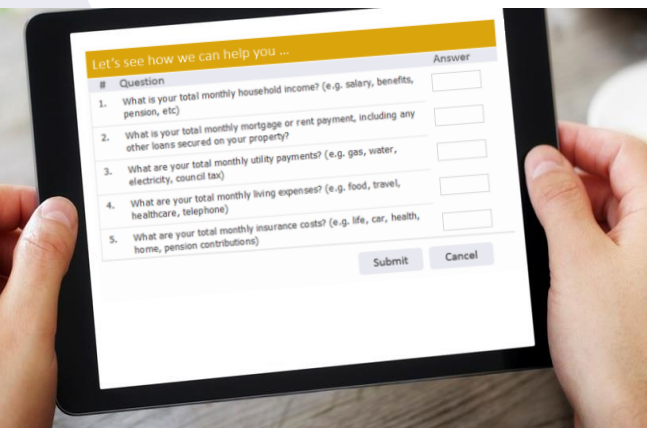 Let's see how we can help you ...
# Question Answer
1. What is your total monthly household income? (e.g. salary, benefits,
pension, etc)
2. What is your total monthly mortgage or rent payment, including any
other loans secured on your property?
3. What are your total monthly utility payments? (e.g. gas, water,
electricity, council tax)
4. What are your total monthly living expenses? (e.g. food, travel,
healthcare, telephone)
5. What are your total monthly insurance costs? (e.g. life, car, health,
home, pension contributions)
Submit Cancel